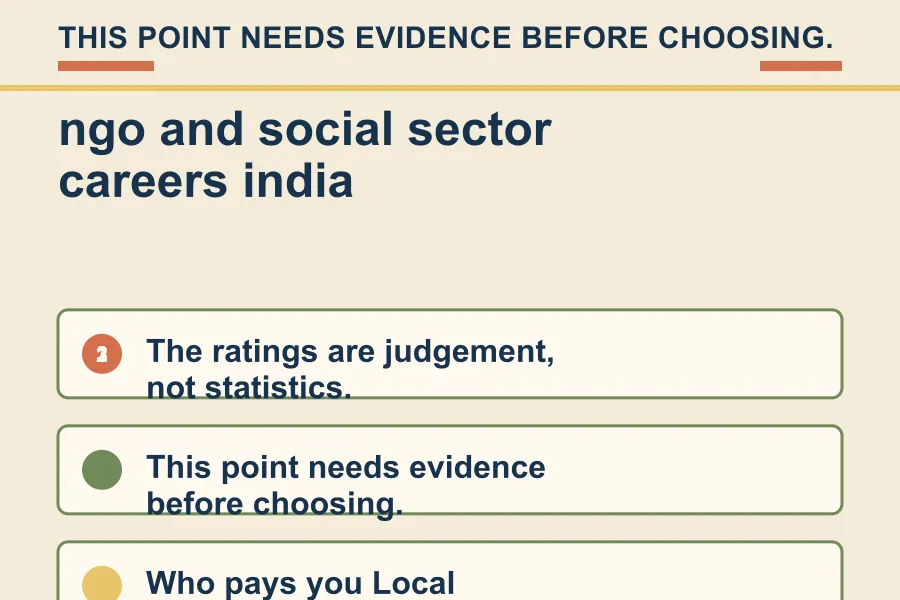 THIS POINT NEEDS EVIDENCE BEFORE CHOOSING.
ngo and social sector
careers india
The ratings are judgement,
not statistics.
This point needs evidence
before choosing.
Who pays you Local